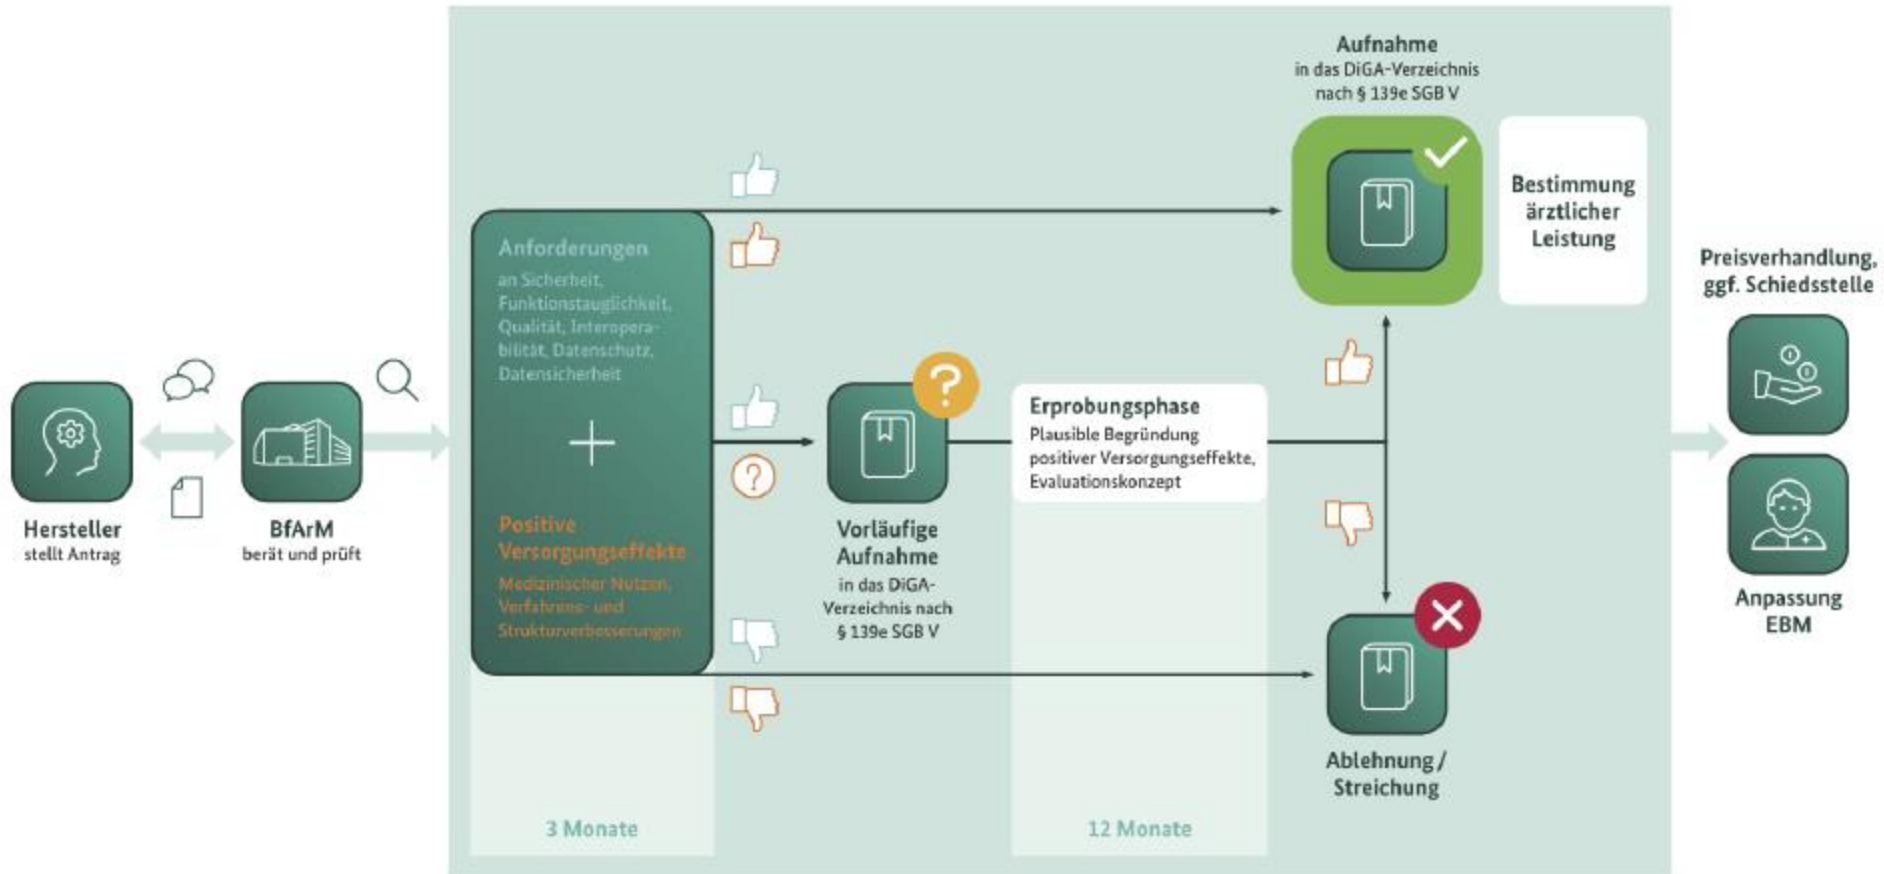 Hersteller
stellt Antrag
BfArM
berät und prüft
Anforderungen
an Sicherheit,
Funktionstauglichkeit,
Qualität, Interopera-
bilität, Datenschutz,
Datensicherheit
+
Positive
Versorgungseffekte
Medizinischer Nutzen,
Verfahrens- und
Strukturverbesserungen
3 Monate
?
?
Vorläufige
Aufnahme
in das DiGA-
Verzeichnis nach
§ 139e SGB V
Erprobungsphase
Plausible Begründung
positiver Versorgungseffekte,
Evaluationskonzept
12 Monate
Aufnahme
in das DiGA-Verzeichnis
nach § 139e SGB V
Bestimmung
ärztlicher
Leistung
Ablehnung /
Streichung
Preisverhandlung,
ggf. Schiedsstelle
Anpassung
EBM